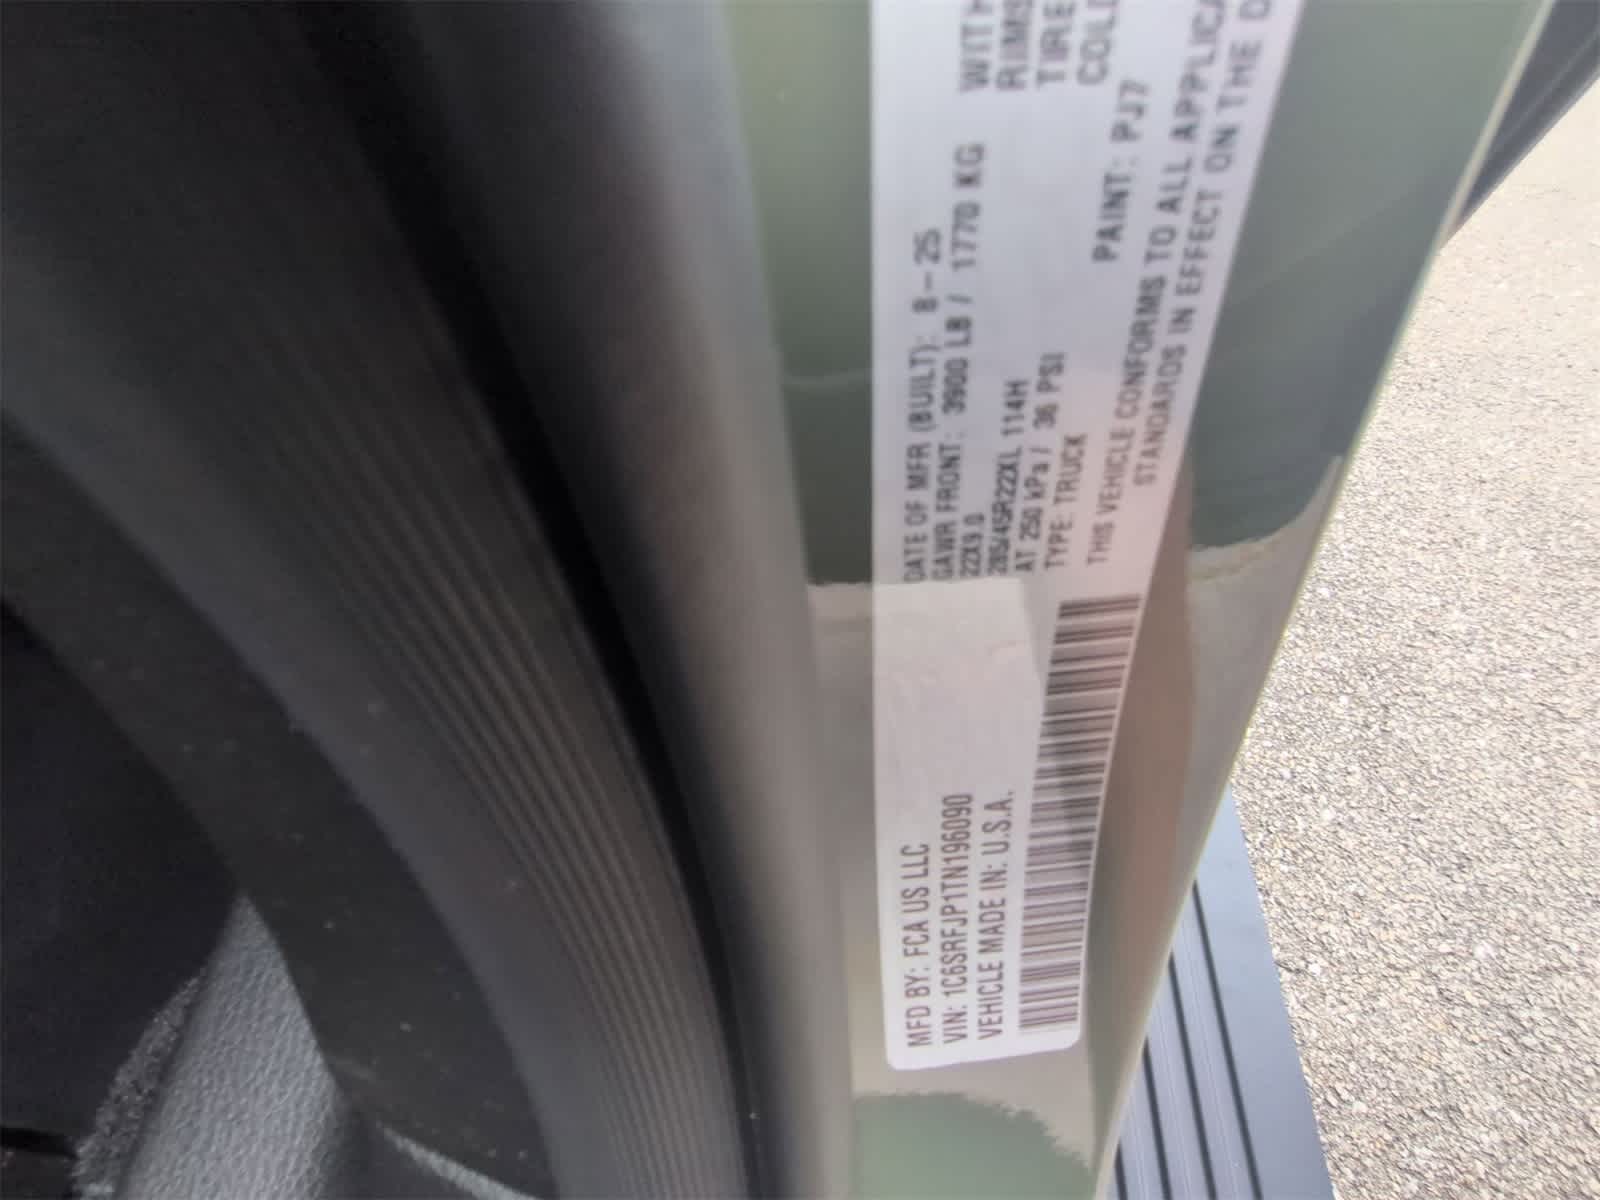 MFD BY: FCA US LLC
VIN: 1C6SRFJP1TN196090
VEHICLE MADE IN: U.S.A.
DATE OF MFR (BUILT): 8-25
GAWR FRONT: 3900 LB / 1770 KG
22X9.0
285/45R22XL 114H
AT 250 kPa / 36 PSI
TYPE: TRUCK
WITH
RIMS
TIRE
COLD
PAINT: PJ7
THIS VEHICLE CONFORMS TO ALL APPLICA
STANDARDS IN EFFECT ON THE D